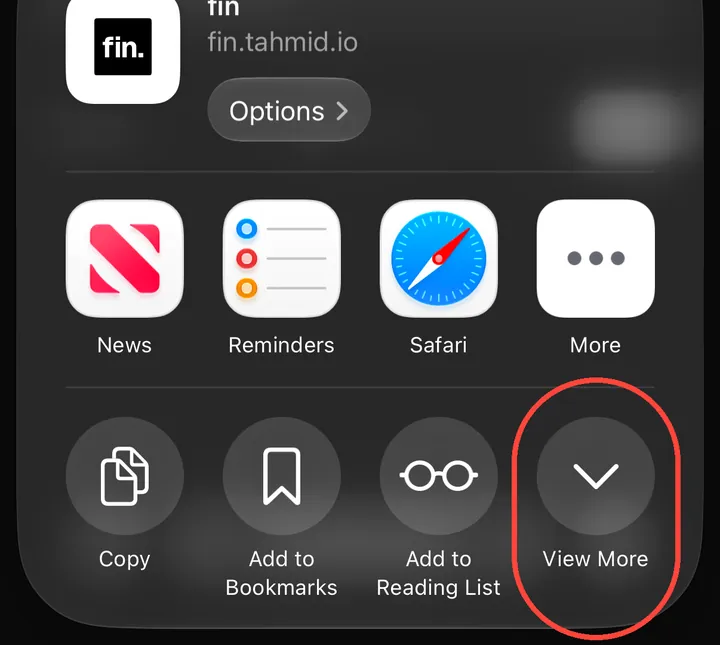 fin
fin.
fin.tahmid.io
Options
News
Reminders
Safari
More
Copy
Add to
Bookmarks
Add to
Reading List
View More